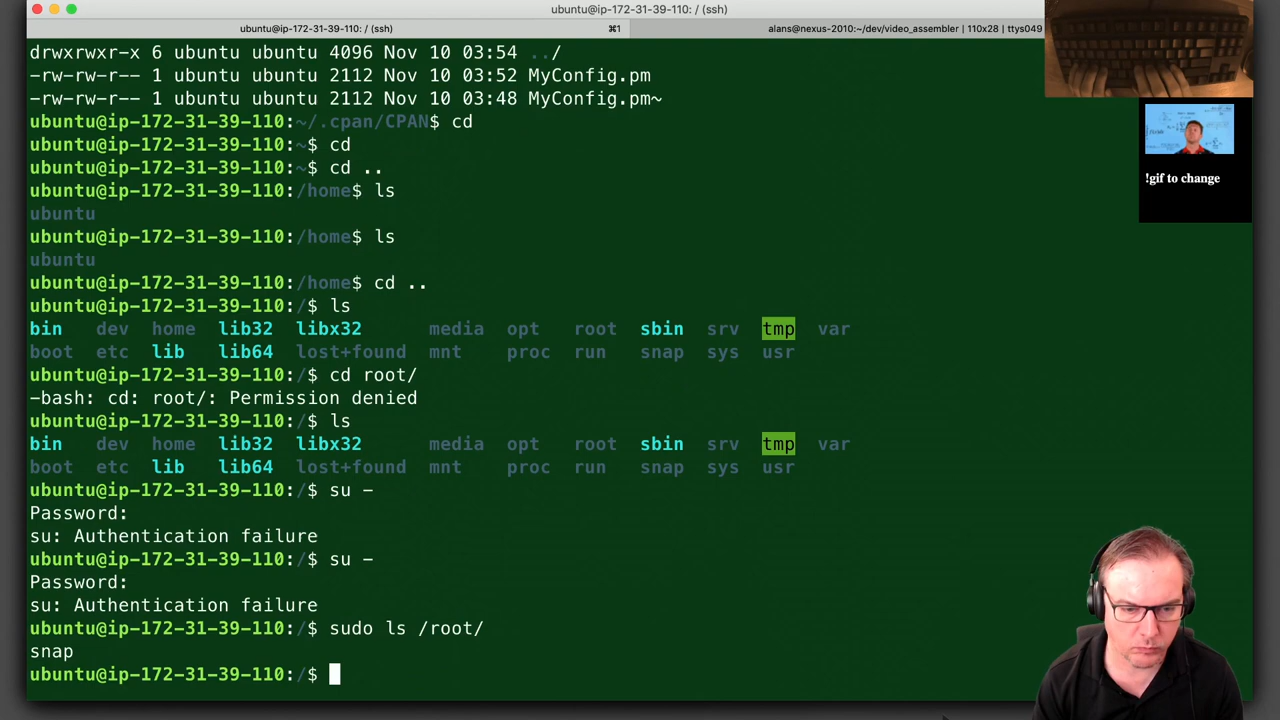 ubuntu@ip-172-31-39-110: / (ssh)
ubuntu@ip-172-31-39-110: / (ssh) ⌘1 alans@nexus-2010:~/dev/video_assembler | 110x28 | ttys049
drwxrwxr-x 6 ubuntu ubuntu 4096 Nov 10 03:54 ../
-rw-rw-r-- 1 ubuntu ubuntu 2112 Nov 10 03:52 MyConfig.pm
-rw-rw-r-- 1 ubuntu ubuntu 2112 Nov 10 03:48 MyConfig.pm~
ubuntu@ip-172-31-39-110:~/.cpan/CPAN$ cd
ubuntu@ip-172-31-39-110:~$ cd
ubuntu@ip-172-31-39-110:~$ cd ..
ubuntu@ip-172-31-39-110:/home$ ls
ubuntu
ubuntu@ip-172-31-39-110:/home$ ls
ubuntu
ubuntu@ip-172-31-39-110:/home$ cd ..
ubuntu@ip-172-31-39-110:/$ ls
bin dev home lib32 libx32 media opt root sbin srv tmp var
boot etc lib lib64 lost+found mnt proc run snap sys usr
ubuntu@ip-172-31-39-110:/$ cd root/
-bash: cd: root/: Permission denied
ubuntu@ip-172-31-39-110:/$ ls
bin dev home lib32 libx32 media opt root sbin srv tmp var
boot etc lib lib64 lost+found mnt proc run snap sys usr
ubuntu@ip-172-31-39-110:/$ su -
Password:
su: Authentication failure
ubuntu@ip-172-31-39-110:/$ su -
Password:
su: Authentication failure
ubuntu@ip-172-31-39-110:/$ sudo ls /root/
snap
ubuntu@ip-172-31-39-110:/$
!gif to change